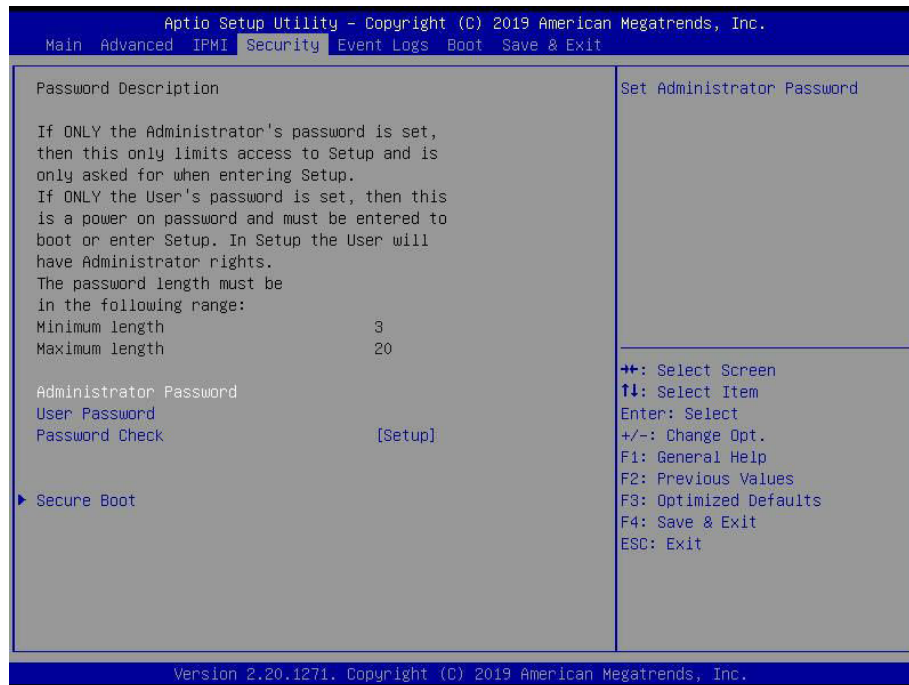 Aptio Setup Utility – Copyright (C) 2019 American Megatrends, Inc.
Main Advanced IPMI Security Event Logs Boot Save & Exit
Password Description
If ONLY the Administrator's password is set,
then this only limits access to Setup and is
only asked for when entering Setup.
If ONLY the User's password is set, then this
is a power on password and must be entered to
boot or enter Setup. In Setup the User will
have Administrator rights.
The password length must be
in the following range:
Minimum length 3
Maximum length 20
Administrator Password
User Password
Password Check [Setup]
▶ Secure Boot
Set Administrator Password
→←: Select Screen
↑↓: Select Item
Enter: Select
+/-: Change Opt.
F1: General Help
F2: Previous Values
F3: Optimized Defaults
F4: Save & Exit
ESC: Exit
Version 2.20.1271. Copyright (C) 2019 American Megatrends, Inc.